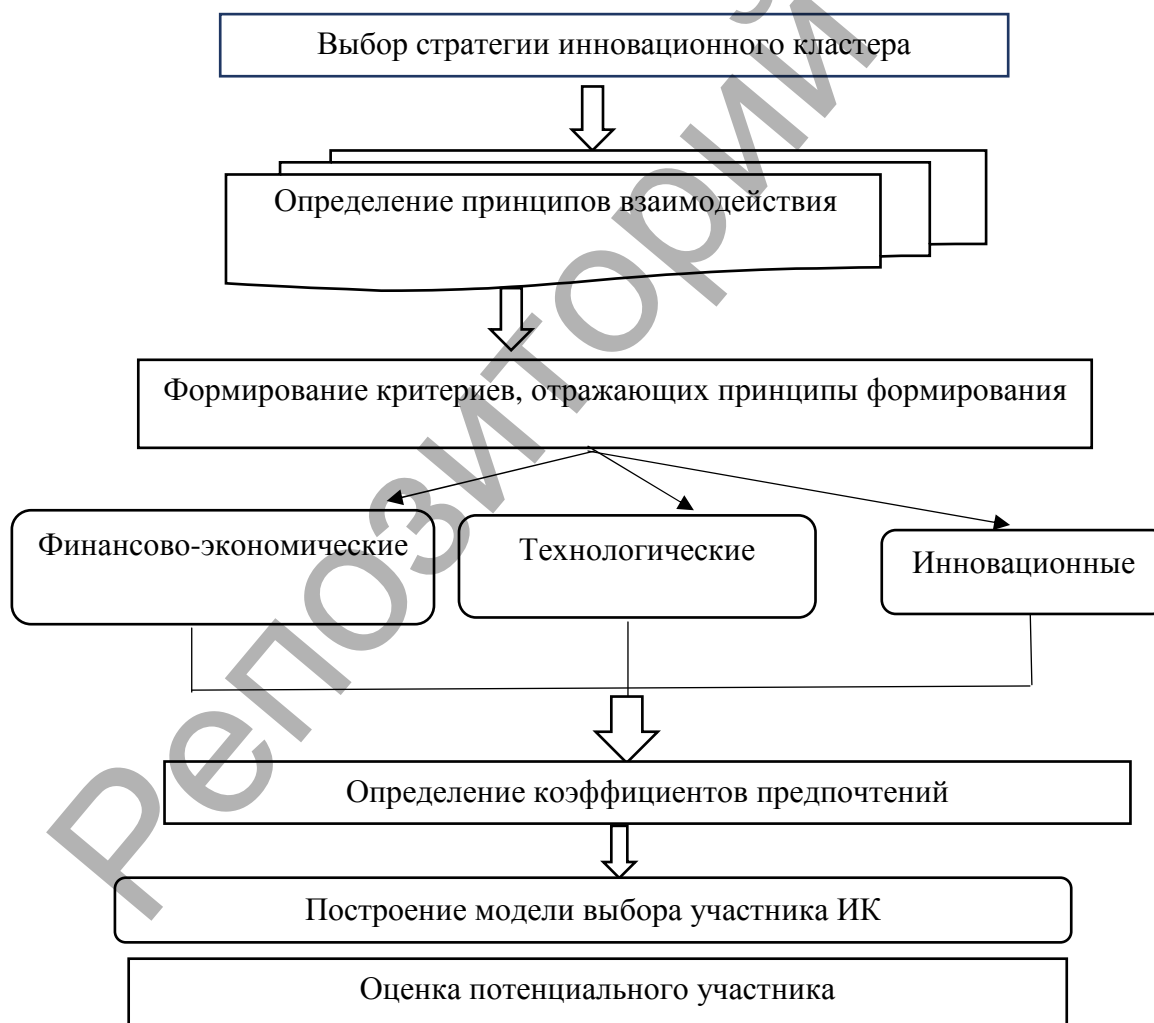 Выбор стратегии инновационного кластера
Определение принципов взаимодействия
Формирование критериев, отражающих принципы формирования
Финансово-экономические
Технологические
Инновационные
Определение коэффициентов предпочтений
Построение модели выбора участника ИК
Оценка потенциального участника
Репозиторий